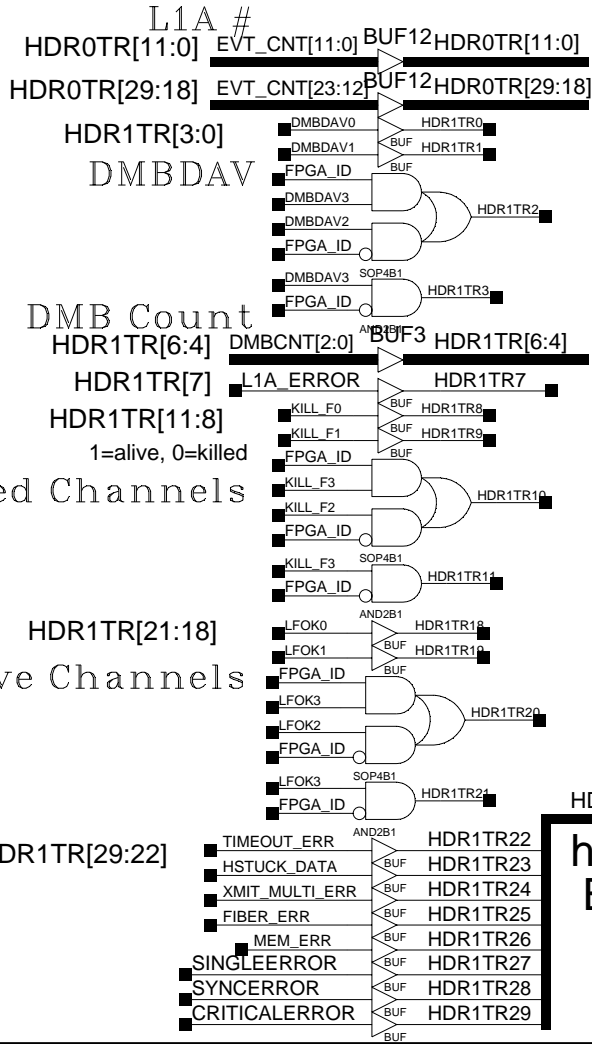 L1A #
HDR0TR[11:0] EVT_CNT[11:0] BUF12 HDR0TR[11:0]
HDR0TR[29:18] EVT_CNT[23:12] BUF12 HDR0TR[29:18]
HDR1TR[3:0] DMBDAV0 HDR1TR0
BUF
DMBDAV1 HDR1TR1
BUF
DMBDAV FPGA_ID
DMBDAV3
DMBDAV2 HDR1TR2
FPGA_ID
SOP4B1
DMBDAV3 HDR1TR3
FPGA_ID
AND2B1
DMB Count
HDR1TR[6:4] DMBCNT[2:0] BUF3 HDR1TR[6:4]
HDR1TR[7] L1A_ERROR HDR1TR7
BUF
HDR1TR[11:8] KILL_F0 HDR1TR8
BUF
KILL_F1 HDR1TR9
BUF
1=alive, 0=killed
FPGA_ID
ed Channels KILL_F3
KILL_F2 HDR1TR10
FPGA_ID
SOP4B1
KILL_F3 HDR1TR11
FPGA_ID
AND2B1
HDR1TR[21:18] LFOK0 HDR1TR18
LFOK1 HDR1TR19
BUF
ve Channels FPGA_ID
LFOK3
LFOK2 HDR1TR20
FPGA_ID
SOP4B1
LFOK3 HDR1TR21
FPGA_ID
AND2B1
HD
DR1TR[29:22] TIMEOUT_ERR HDR1TR22
BUF
HSTUCK_DATA HDR1TR23
BUF
XMIT_MULTI_ERR HDR1TR24
BUF
FIBER_ERR HDR1TR25
BUF
MEM_ERR HDR1TR26
BUF
SINGLEERROR HDR1TR27
BUF
SYNCERROR HDR1TR28
BUF
CRITICALERROR HDR1TR29
BUF
h